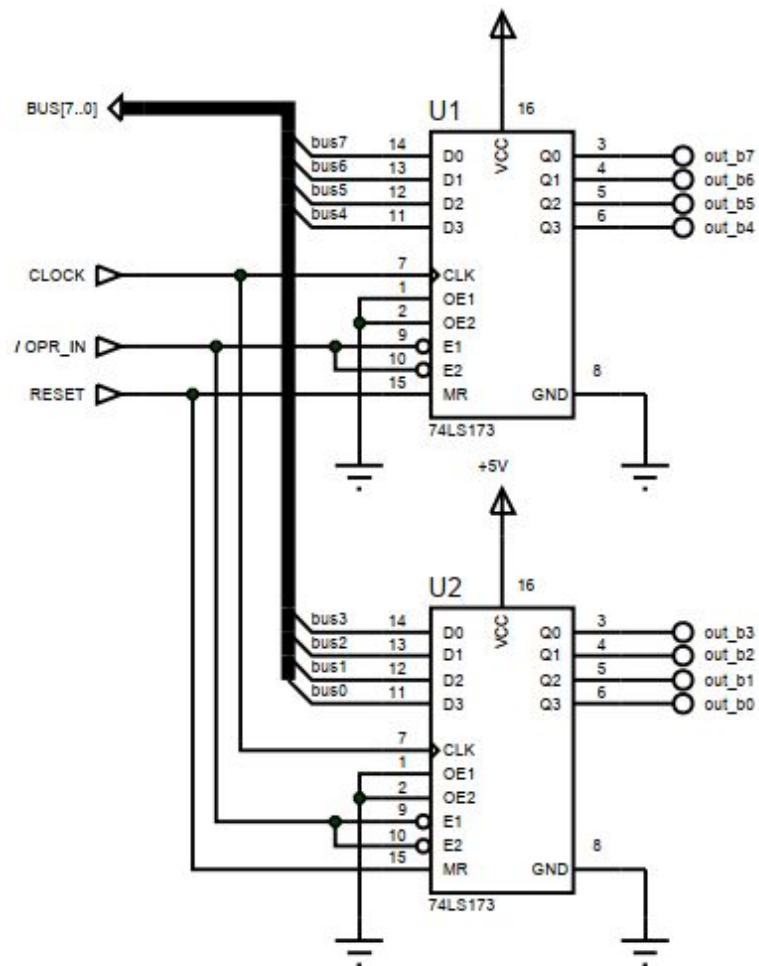 BUS[7..0]
U1
16
bus7 14 D0 VCC Q0 3 out_b7
bus6 13 D1 Q1 4 out_b6
bus5 12 D2 Q2 5 out_b5
bus4 11 D3 Q3 6 out_b4
CLOCK 7 CLK
1 OE1
2 OE2
/ OPR_IN 9 E1
10 E2
RESET 15 MR GND 8
74LS173
+5V
U2
16
bus3 14 D0 VCC Q0 3 out_b3
bus2 13 D1 Q1 4 out_b2
bus1 12 D2 Q2 5 out_b1
bus0 11 D3 Q3 6 out_b0
7 CLK
1 OE1
2 OE2
9 E1
10 E2
15 MR GND 8
74LS173